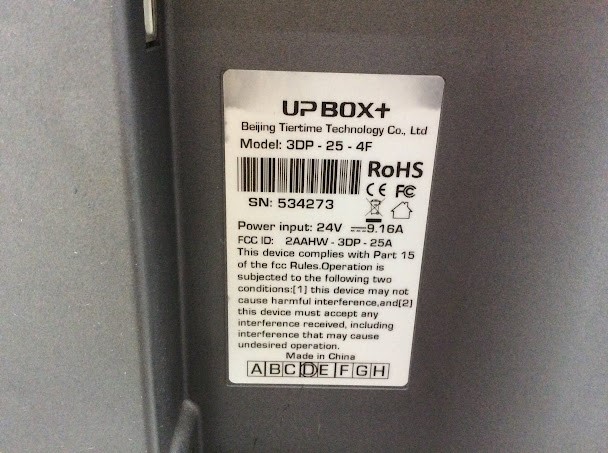 UP BOX+
Beijing Tiertime Technology Co., Ltd
Model: 3DP - 25 - 4F
RoHS
CE FC
SN: 534273
Power input: 24V ⎓9.16A
FCC ID: 2AAHW - 3DP - 25A
This device complies with Part 15
of the fcc Rules.Operation is
subjected to the following two
conditions:[1] this device may not
cause harmful interference,and[2]
this device must accept any
interference received, including
interference that may cause
undesired operation.
Made in China
A B C D E F G H